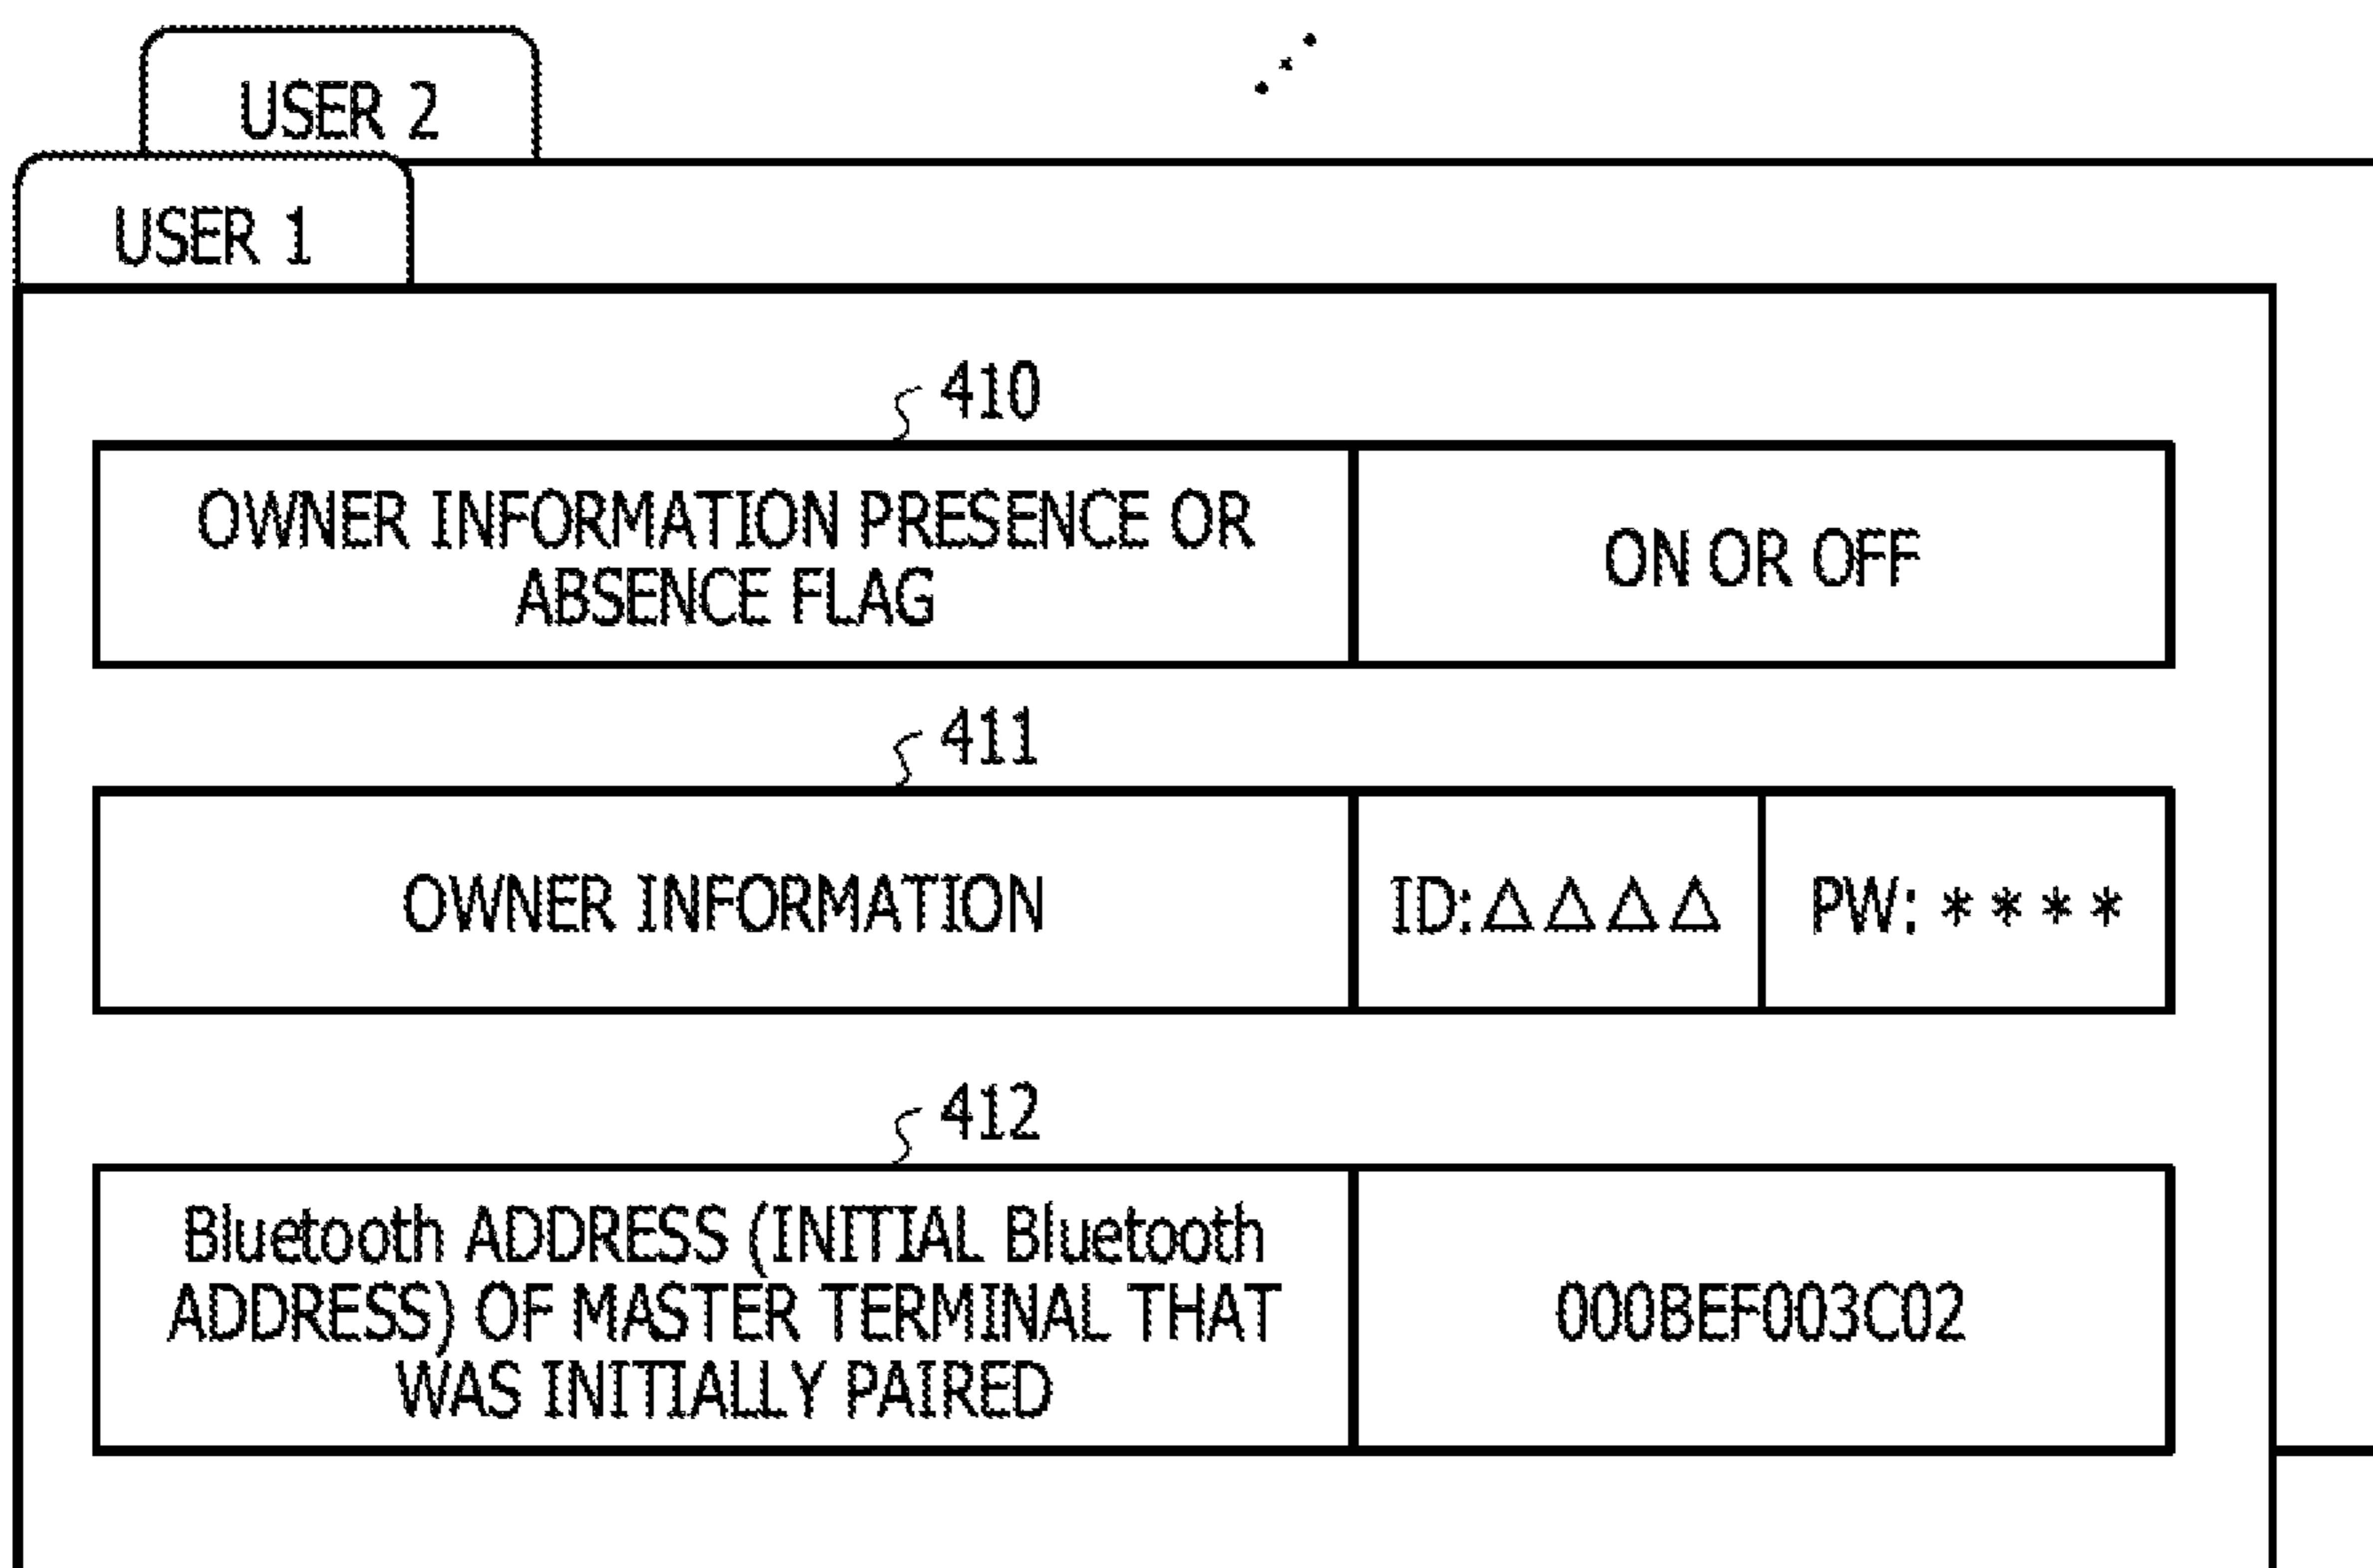 USER 2
USER 1
410
OWNER INFORMATION PRESENCE OR
ABSENCE FLAG
ON OR OFF
411
OWNER INFORMATION
ID:△△△△
PW: ****
412
Bluetooth ADDRESS (INITIAL Bluetooth
ADDRESS) OF MASTER TERMINAL THAT
WAS INITIALLY PAIRED
000BEF003C02